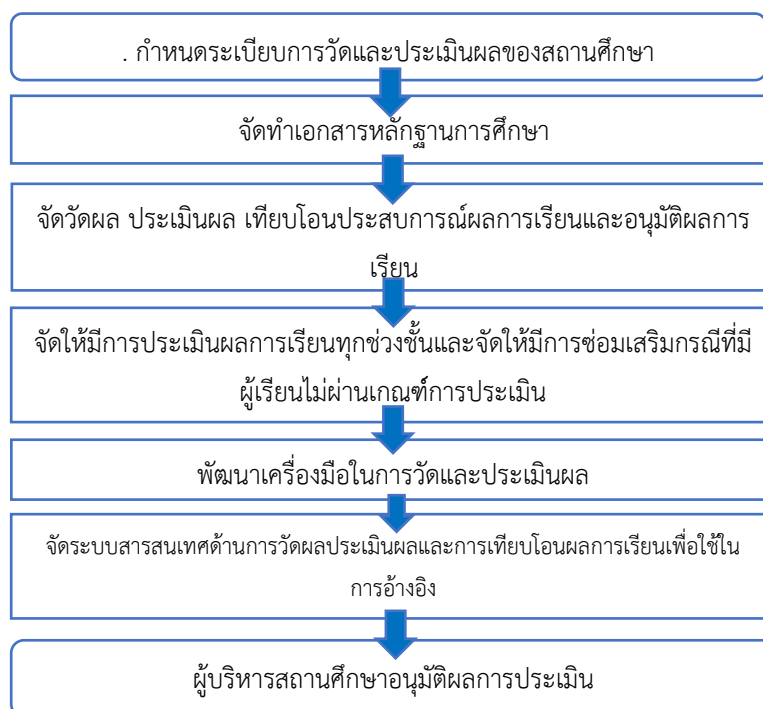 . กำหนดระเบียบการวัดและประเมินผลของสถานศึกษา
จัดทำเอกสารหลักฐานการศึกษา
จัดวัดผล ประเมินผล เทียบโอนประสบการณ์ผลการเรียนและอนุมัติผลการ
เรียน
จัดให้มีการประเมินผลการเรียนทุกช่วงชั้นและจัดให้มีการซ่อมเสริมกรณีที่มี
ผู้เรียนไม่ผ่านเกณฑ์การประเมิน
พัฒนาเครื่องมือในการวัดและประเมินผล
จัดระบบสารสนเทศด้านการวัดผลประเมินผลและการเทียบโอนผลการเรียนเพื่อใช้ใน
การอ้างอิง
ผู้บริหารสถานศึกษาอนุมัติผลการประเมิน